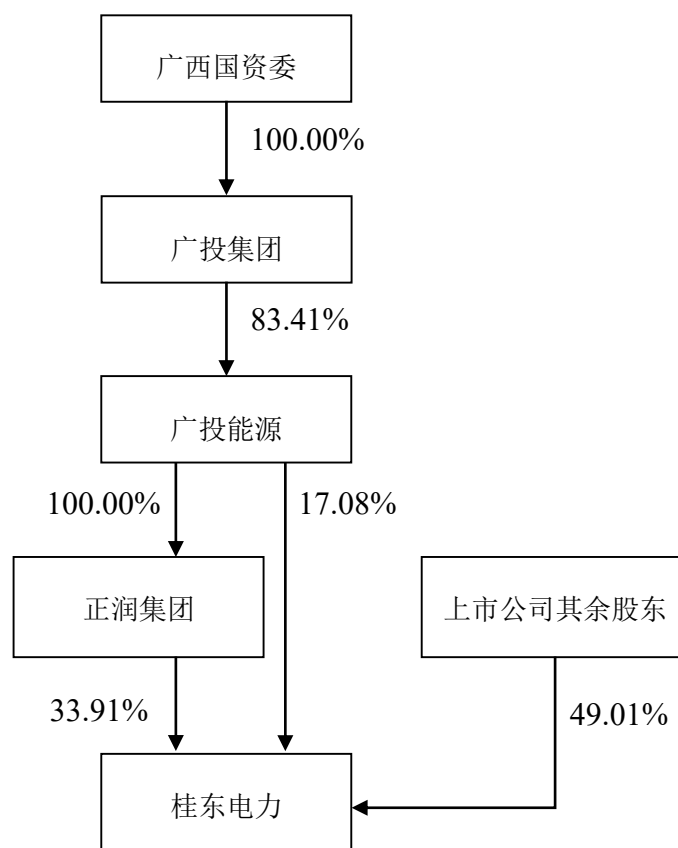 广西国资委
100.00%
广投集团
83.41%
广投能源
100.00%
17.08%
正润集团
上市公司其余股东
33.91%
49.01%
桂东电力